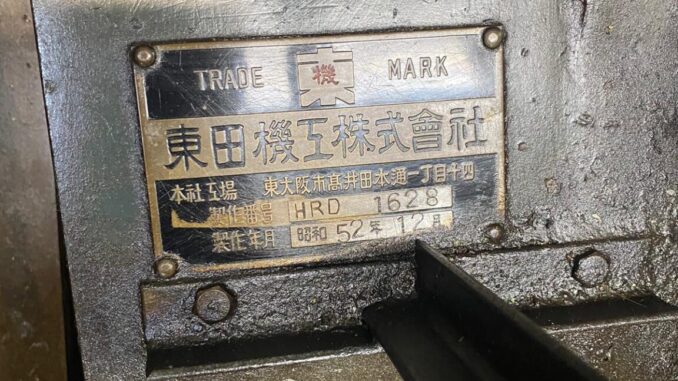 TRADE 機 MARK
東田機工株式會社
本社工場 東大阪市髙井田本通一丁目十四
製作番号 HRD 1628
製作年月 昭和 52年 12月